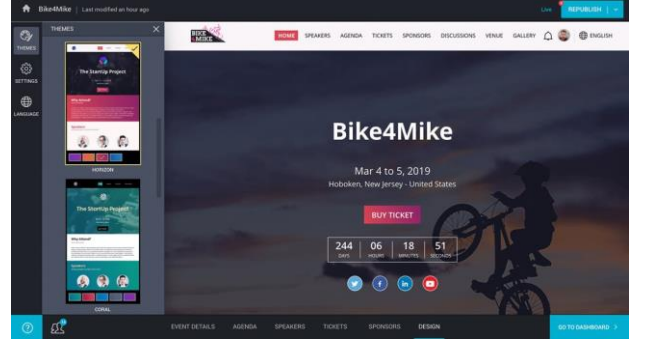 Bike4Mike | Last modified an hour ago
Live
REPUBLISH
THEMES
THEMES
SETTINGS
LANGUAGE
The StartUp Project
HORIZON
The StartUp Project
CORAL
BIKE
4MIKE
HOME SPEAKERS AGENDA TICKETS SPONSORS DISCUSSIONS VENUE GALLERY ENGLISH
Bike4Mike
Mar 4 to 5, 2019
Hoboken, New Jersey - United States
BUY TICKET
244 06 18 51
DAYS HOURS MINUTES SECONDS
EVENT DETAILS AGENDA SPEAKERS TICKETS SPONSORS DESIGN
GO TO DASHBOARD